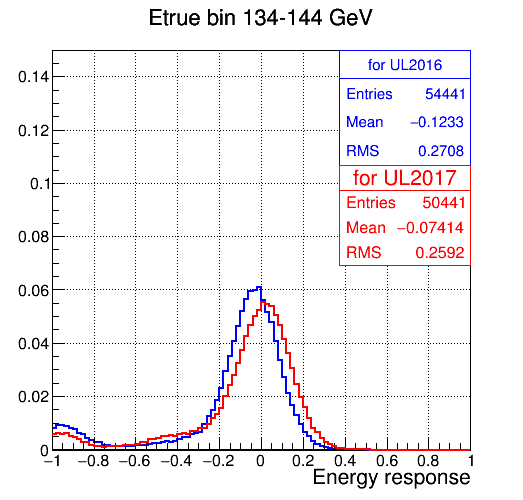 Etrue bin 134-144 GeV
for UL2016
Entries 54441
Mean −0.1233
RMS 0.2708
for UL2017
Entries 50441
Mean −0.07414
RMS 0.2592
0.14
0.12
0.1
0.08
0.06
0.04
0.02
0
−1 −0.8 −0.6 −0.4 −0.2 0 0.2 0.4 0.6 0.8 1
Energy response